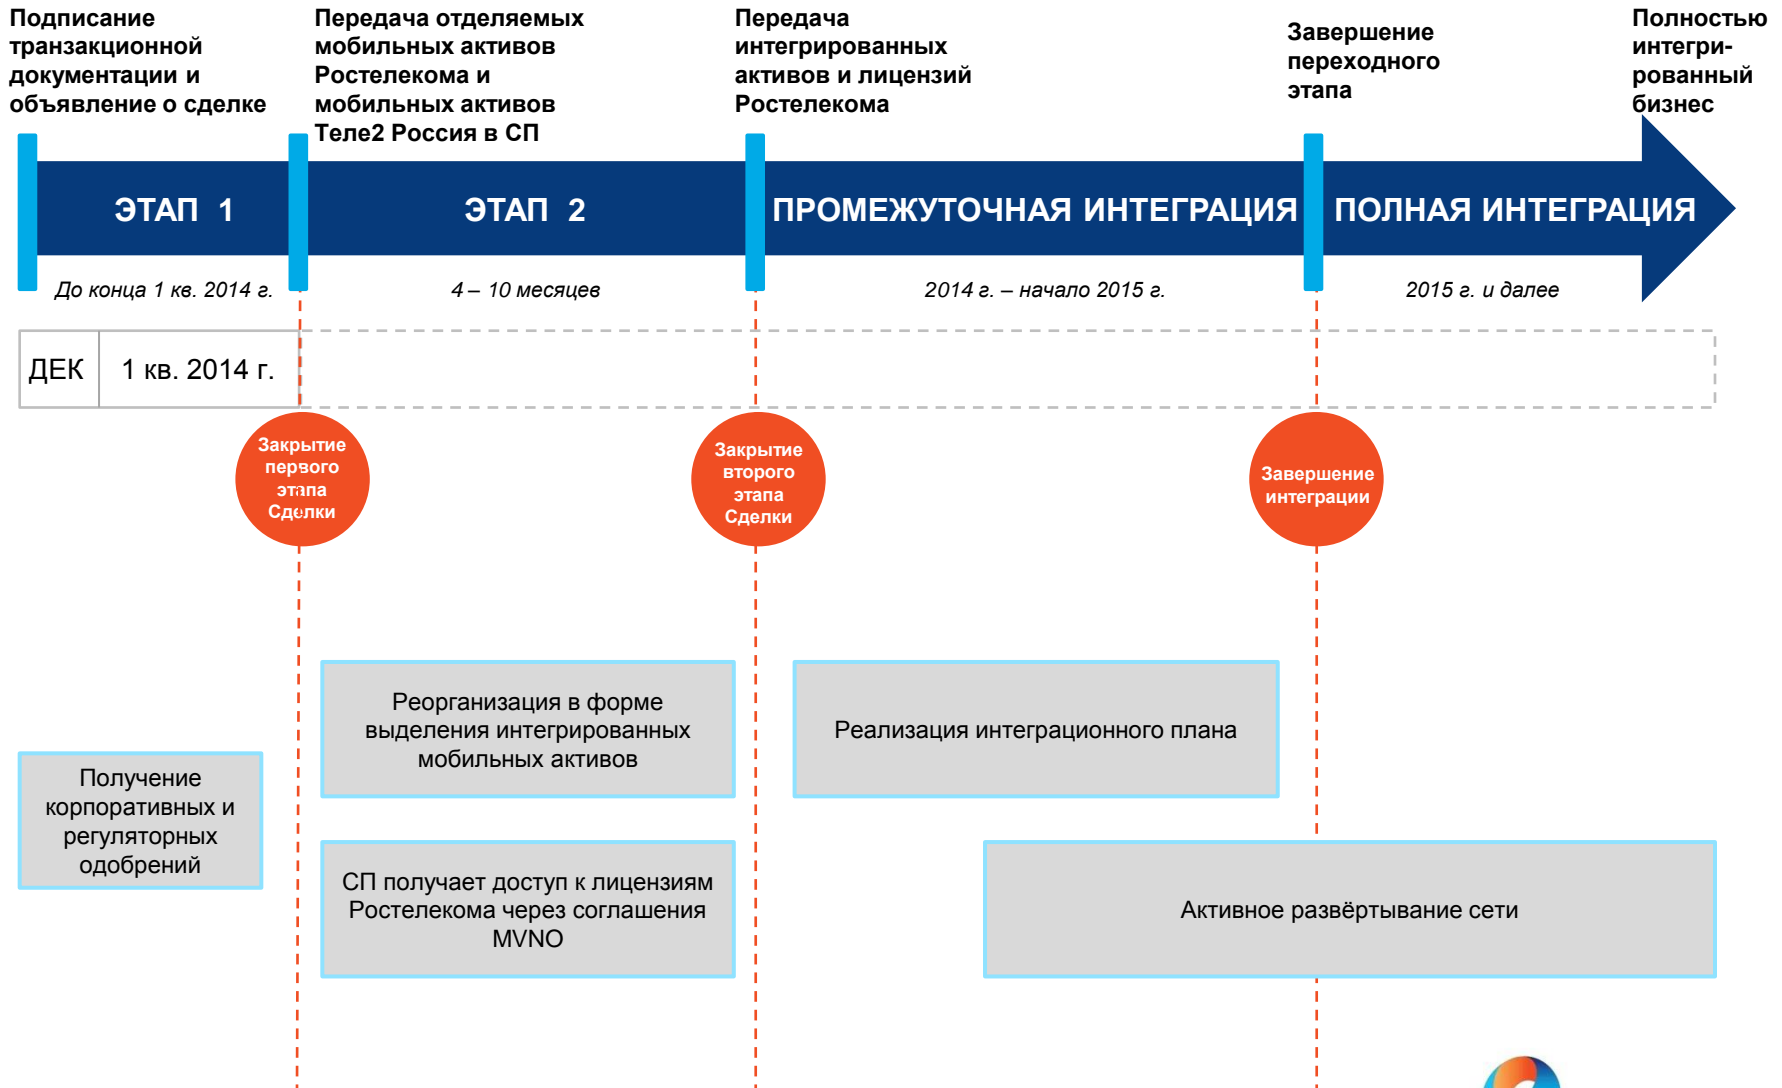 Подписание
транзакционной
документации и
объявление о сделке
Передача отделяемых
мобильных активов
Ростелекома и
мобильных активов
Теле2 Россия в СП
Передача
интегрированных
активов и лицензий
Ростелекома
Завершение
переходного
этапа
Полностью
интегри-
рованный
бизнес
ЭТАП 1
ЭТАП 2
ПРОМЕЖУТОЧНАЯ ИНТЕГРАЦИЯ
ПОЛНАЯ ИНТЕГРАЦИЯ
До конца 1 кв. 2014 г.
4 – 10 месяцев
2014 г. – начало 2015 г.
2015 г. и далее
ДЕК
1 кв. 2014 г.
Закрытие
первого
этапа
Сделки
Закрытие
второго
этапа
Сделки
Завершение
интеграции
Получение
корпоративных и
регуляторных
одобрений
Реорганизация в форме
выделения интегрированных
мобильных активов
СП получает доступ к лицензиям
Ростелекома через соглашения
MVNO
Реализация интеграционного плана
Активное развёртывание сети